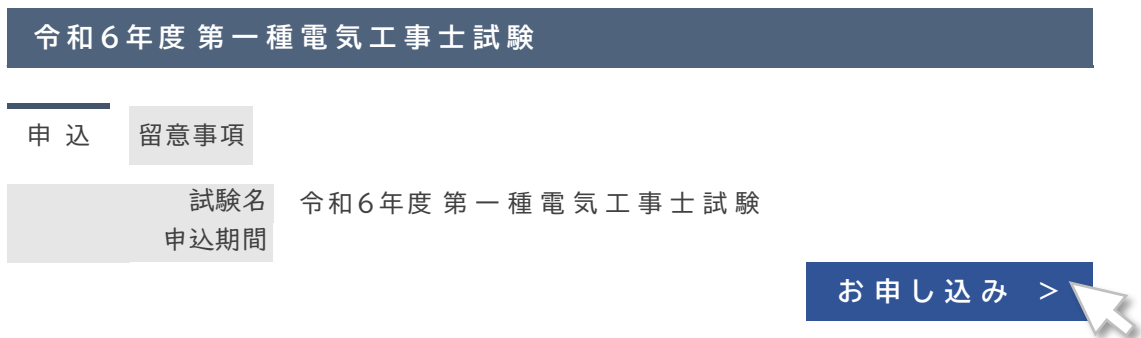 令和6年度 第一種電気工事士試験
申込 留意事項
試験名 令和6年度 第一種電気工事士試験
申込期間
お申し込み >